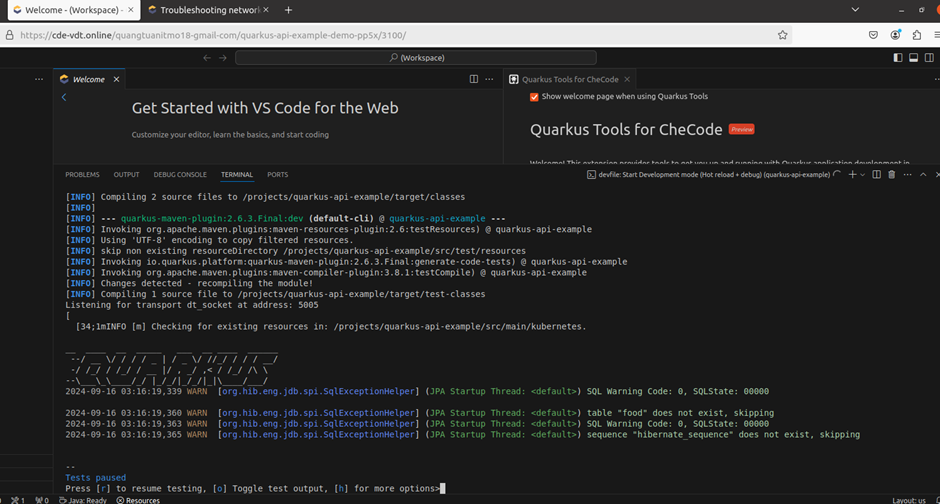 Welcome - (Workspace) -
Troubleshooting network
https://cde-vdt.online/quangtuanitmo18-gmail-com/quarkus-api-example-demo-pp5x/3100/
(Workspace)
Welcome
Quarkus Tools for CheCode
Get Started with VS Code for the Web
Customize your editor, learn the basics, and start coding
Show welcome page when using Quarkus Tools
Quarkus Tools for CheCode Preview
Welcome! This extension provides tools to get you up and running with Quarkus application development in
PROBLEMS OUTPUT DEBUG CONSOLE TERMINAL PORTS
devfile: Start Development mode (Hot reload + debug) (quarkus-api-example)
[INFO] Compiling 2 source files to /projects/quarkus-api-example/target/classes
[INFO]
[INFO] --- quarkus-maven-plugin:2.6.3.Final:dev (default-cli) @ quarkus-api-example ---
[INFO] Invoking org.apache.maven.plugins:maven-resources-plugin:2.6:testResources) @ quarkus-api-example
[INFO] Using 'UTF-8' encoding to copy filtered resources.
[INFO] skip non existing resourceDirectory /projects/quarkus-api-example/src/test/resources
[INFO] Invoking io.quarkus.platform:quarkus-maven-plugin:2.6.3.Final:generate-code-tests) @ quarkus-api-example
[INFO] Invoking org.apache.maven.plugins:maven-compiler-plugin:3.8.1:testCompile) @ quarkus-api-example
[INFO] Changes detected - recompiling the module!
[INFO] Compiling 1 source file to /projects/quarkus-api-example/target/test-classes
Listening for transport dt_socket at address: 5005
[
[34;1mINFO [m] Checking for existing resources in: /projects/quarkus-api-example/src/main/kubernetes.
__  ____  __  _____   ___  __ ____  ______
 --/ __ \/ / / / _ | / _ \/ //_/ / / / __/
 -/ /_/ / /_/ / __ |/ , _/ ,< / /_/ /\ \
--\___\_\____/_/ |_/_/|_/_/|_|\____/___/
2024-09-16 03:16:19,339 WARN [org.hib.eng.jdb.spi.SqlExceptionHelper] (JPA Startup Thread: <default>) SQL Warning Code: 0, SQLState: 00000
2024-09-16 03:16:19,360 WARN [org.hib.eng.jdb.spi.SqlExceptionHelper] (JPA Startup Thread: <default>) table "food" does not exist, skipping
2024-09-16 03:16:19,363 WARN [org.hib.eng.jdb.spi.SqlExceptionHelper] (JPA Startup Thread: <default>) SQL Warning Code: 0, SQLState: 00000
2024-09-16 03:16:19,365 WARN [org.hib.eng.jdb.spi.SqlExceptionHelper] (JPA Startup Thread: <default>) sequence "hibernate_sequence" does not exist, skipping
--
Tests paused
Press [r] to resume testing, [o] Toggle test output, [h] for more options>
1 0 Java: Ready Resources
Layout: us